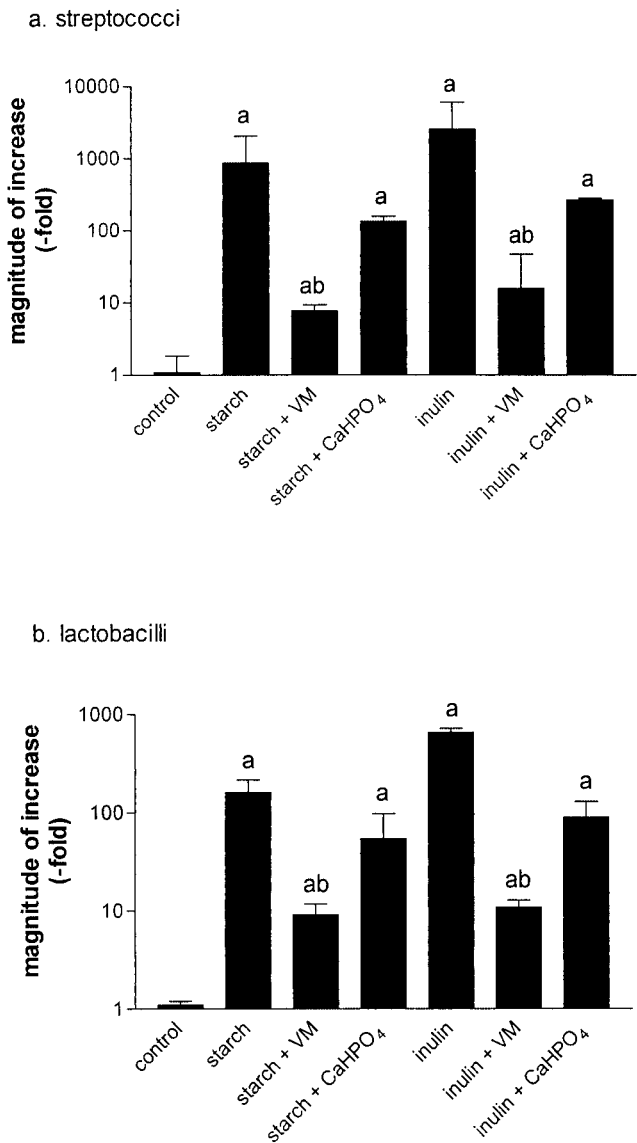 a. streptococci
magnitude of increase
(-fold)
10000
1000
100
10
1
a
ab
a
a
ab
a
control
starch
starch + VM
starch + CaHPO4
inulin
inulin + VM
inulin + CaHPO4
b. lactobacilli
magnitude of increase
(-fold)
1000
100
10
1
a
ab
a
a
ab
a
control
starch
starch + VM
starch + CaHPO4
inulin
inulin + VM
inulin + CaHPO4